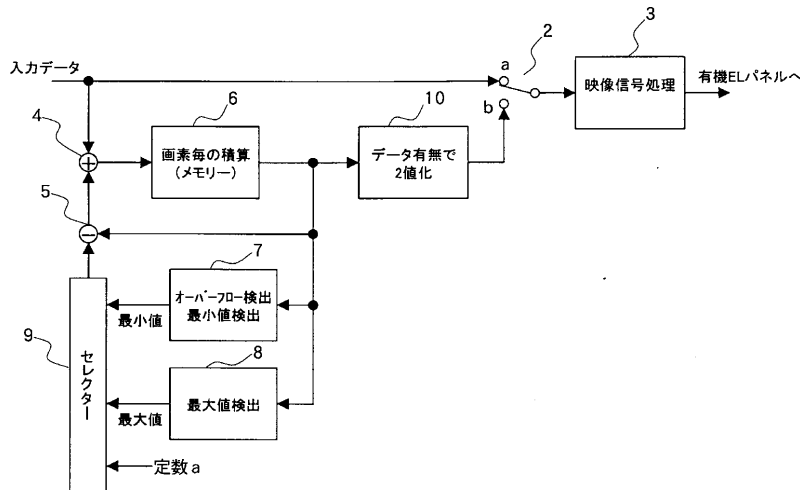 入力データ
a
2
b
3
映像信号処理
有機ELパネルへ
4
6
画素毎の積算
(メモリー)
10
データ有無で
2値化
+
5
−
7
オーバーフロー検出
最小値検出
最小値
9
セレクター
8
最大値検出
最大値
定数a